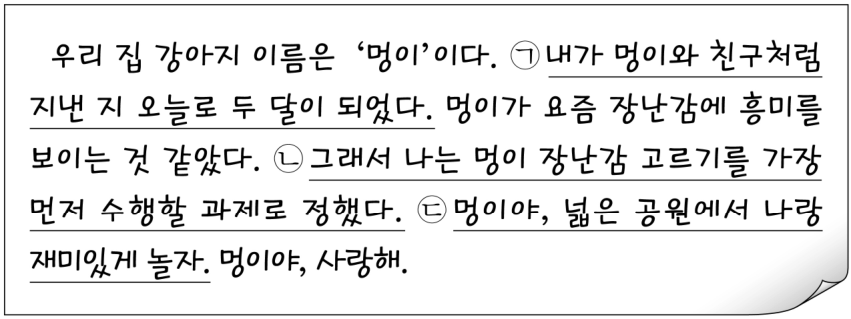 우리 집 강아지 이름은 ‘멍이’이다. ㉠내가 멍이와 친구처럼
지낸 지 오늘로 두 달이 되었다. 멍이가 요즘 장난감에 흥미를
보이는 것 같았다. ㉡그래서 나는 멍이 장난감 고르기를 가장
먼저 수행할 과제로 정했다. ㉢멍이야, 넓은 공원에서 나랑
재미있게 놀자. 멍이야, 사랑해.